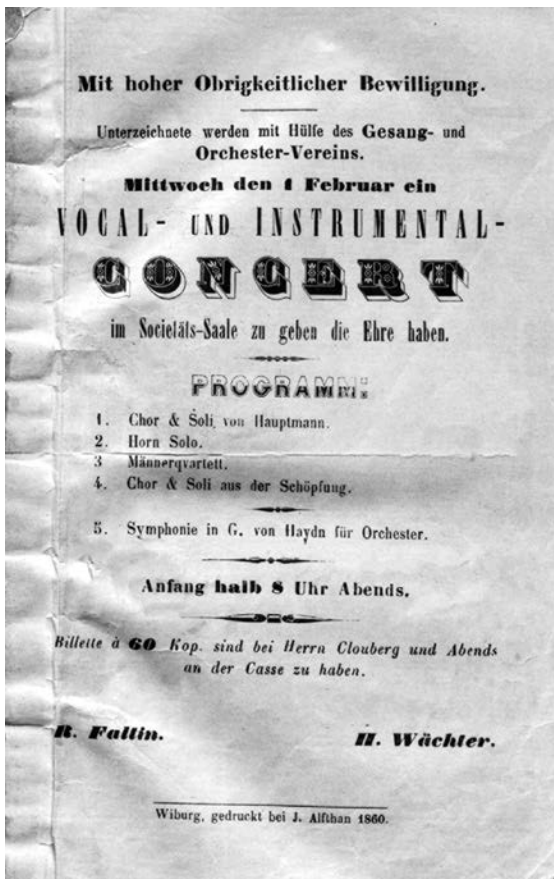 Mit hoher Obrigkeitlicher Bewilligung.
Unterzeichnete werden mit Hülfe des Gesang- und
Orchester-Vereins.
Mittwoch den 1 Februar ein
VOCAL- UND INSTRUMENTAL-
CONCERT
im Societäts-Saale zu geben die Ehre haben.
PROGRAMM:
1. Chor & Soli von Hauptmann.
2. Horn Solo.
3 Männerqvartett.
4. Chor & Soli aus der Schöpfung.
5. Symphonie in G. von Haydn für Orchester.
Anfang halb 8 Uhr Abends.
Billette à 60 Kop. sind bei Herrn Clouberg und Abends
an der Casse zu haben.
R. Faltin. H. Wächter.
Wiburg, gedruckt bei J. Alfthan 1860.